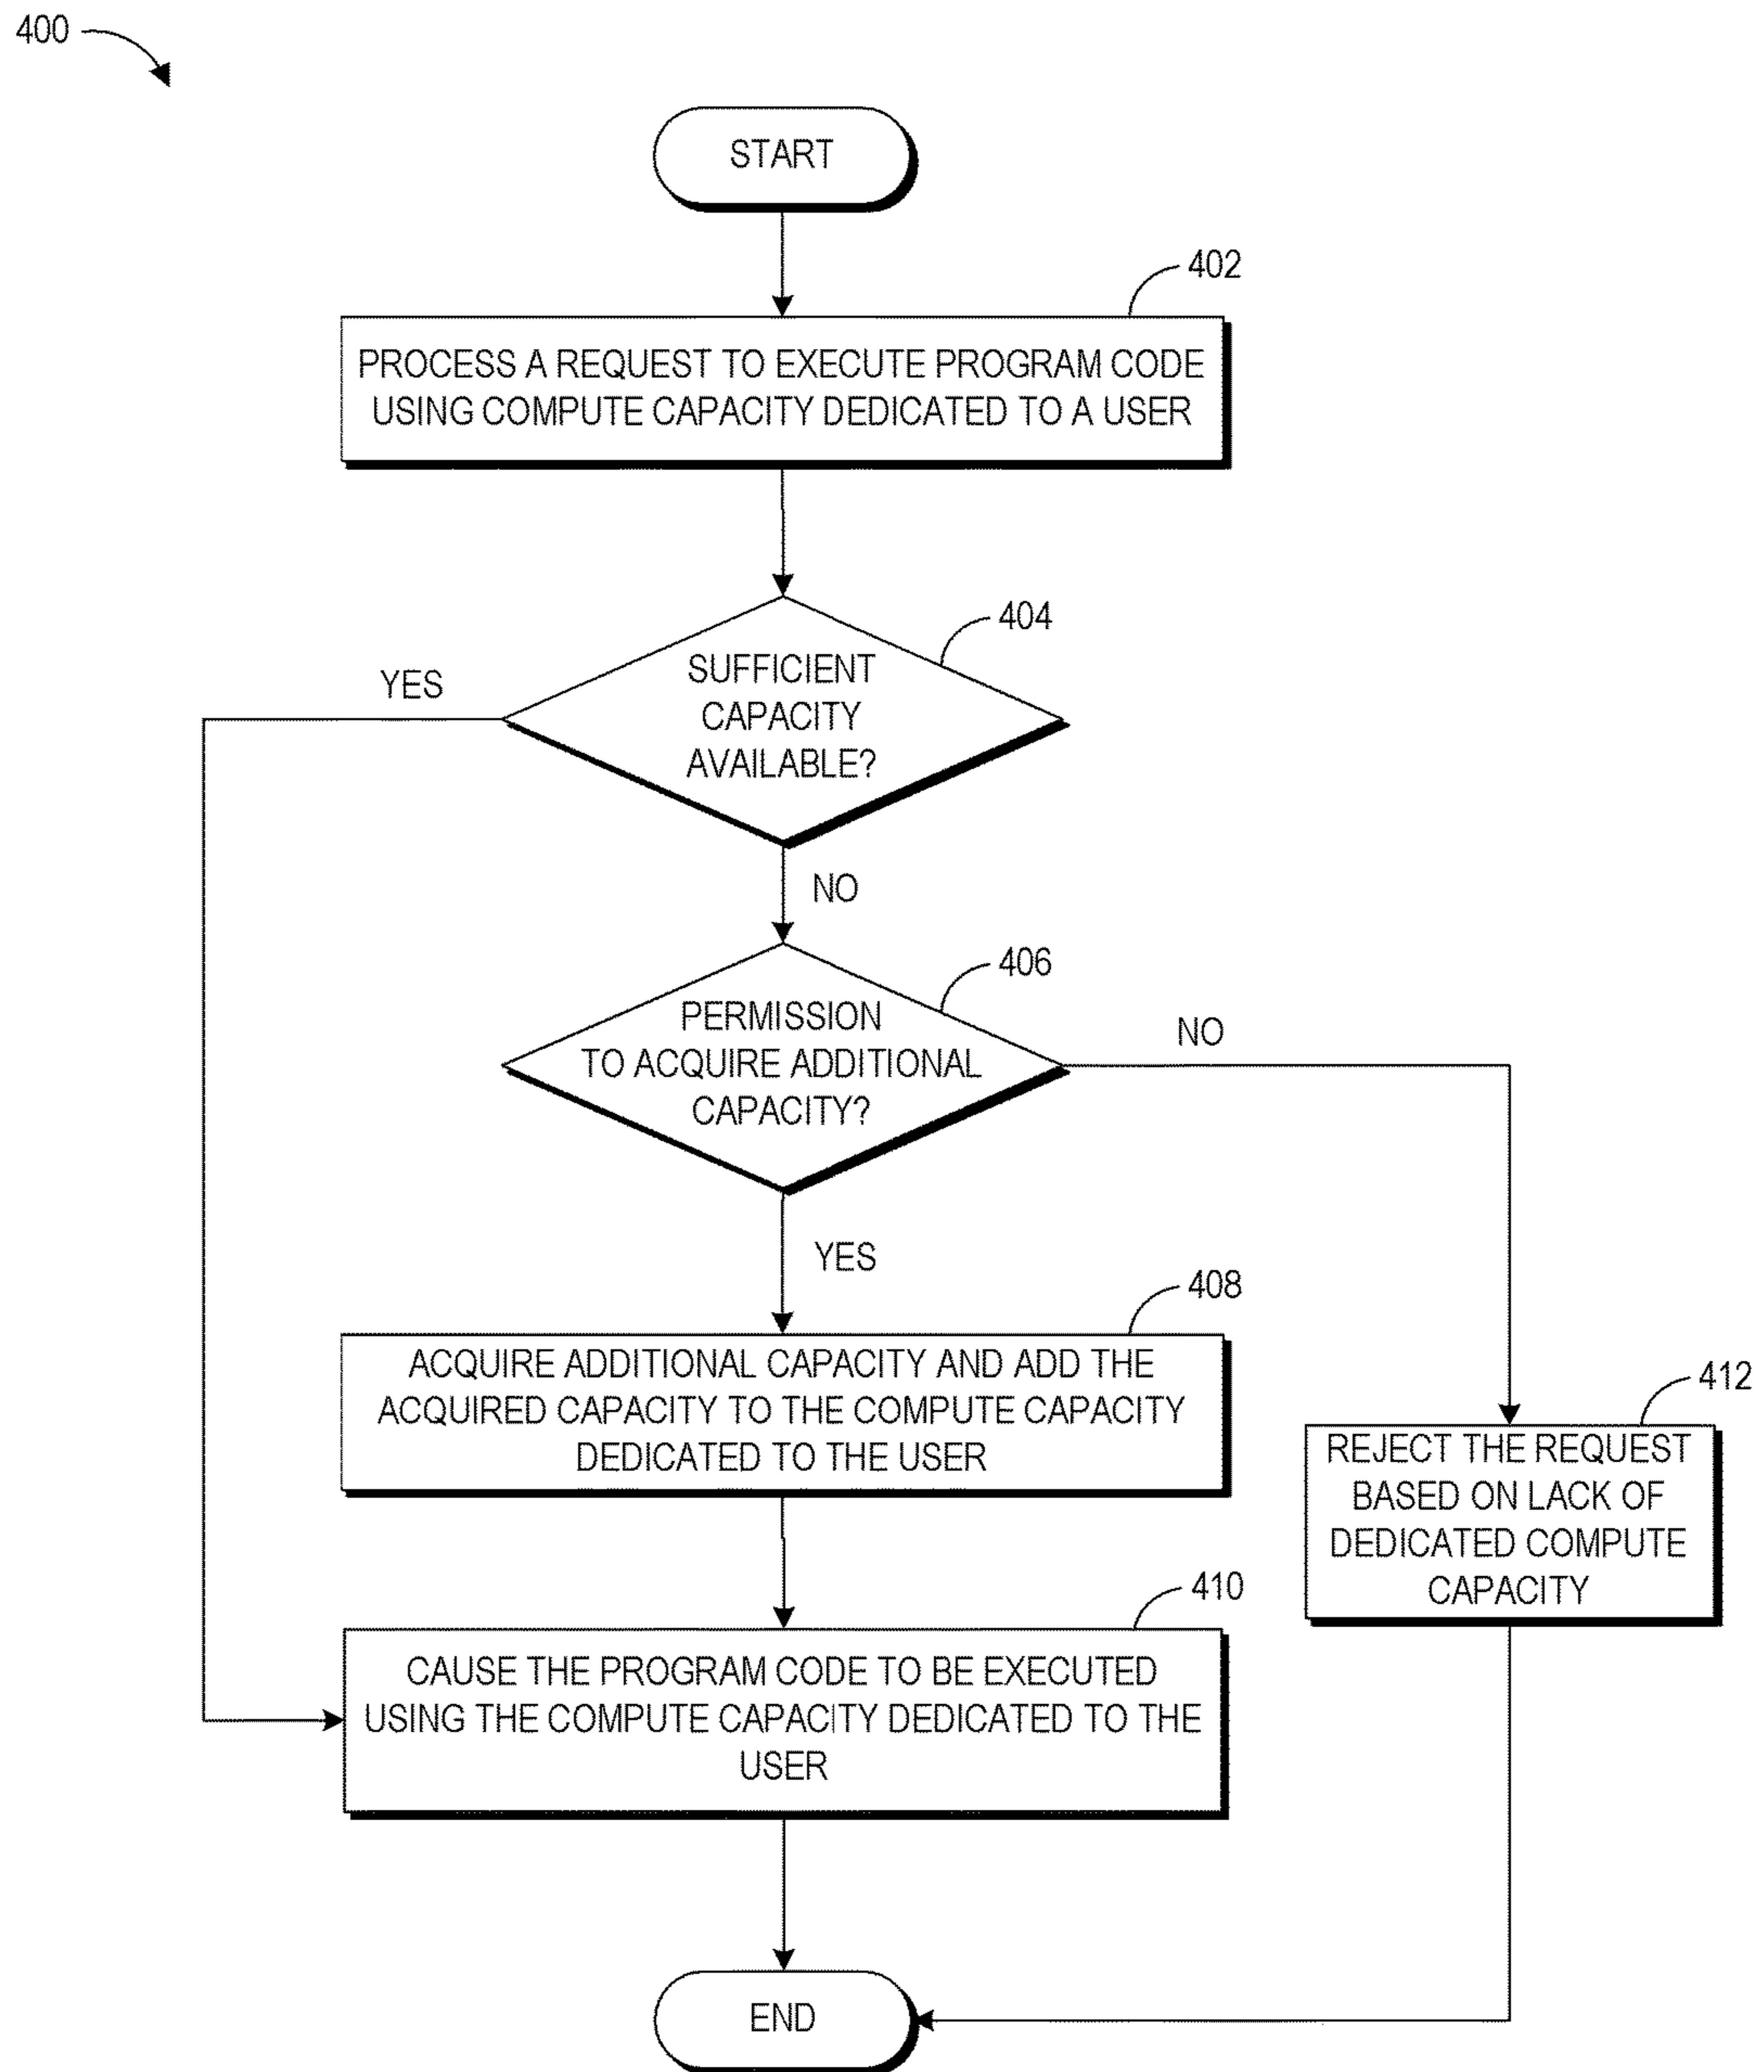 400
START
402
PROCESS A REQUEST TO EXECUTE PROGRAM CODE
USING COMPUTE CAPACITY DEDICATED TO A USER
404
SUFFICIENT
CAPACITY
AVAILABLE?
YES
NO
406
PERMISSION
TO ACQUIRE ADDITIONAL
CAPACITY?
NO
YES
408
ACQUIRE ADDITIONAL CAPACITY AND ADD THE
ACQUIRED CAPACITY TO THE COMPUTE CAPACITY
DEDICATED TO THE USER
412
REJECT THE REQUEST
BASED ON LACK OF
DEDICATED COMPUTE
CAPACITY
410
CAUSE THE PROGRAM CODE TO BE EXECUTED
USING THE COMPUTE CAPACITY DEDICATED TO THE
USER
END